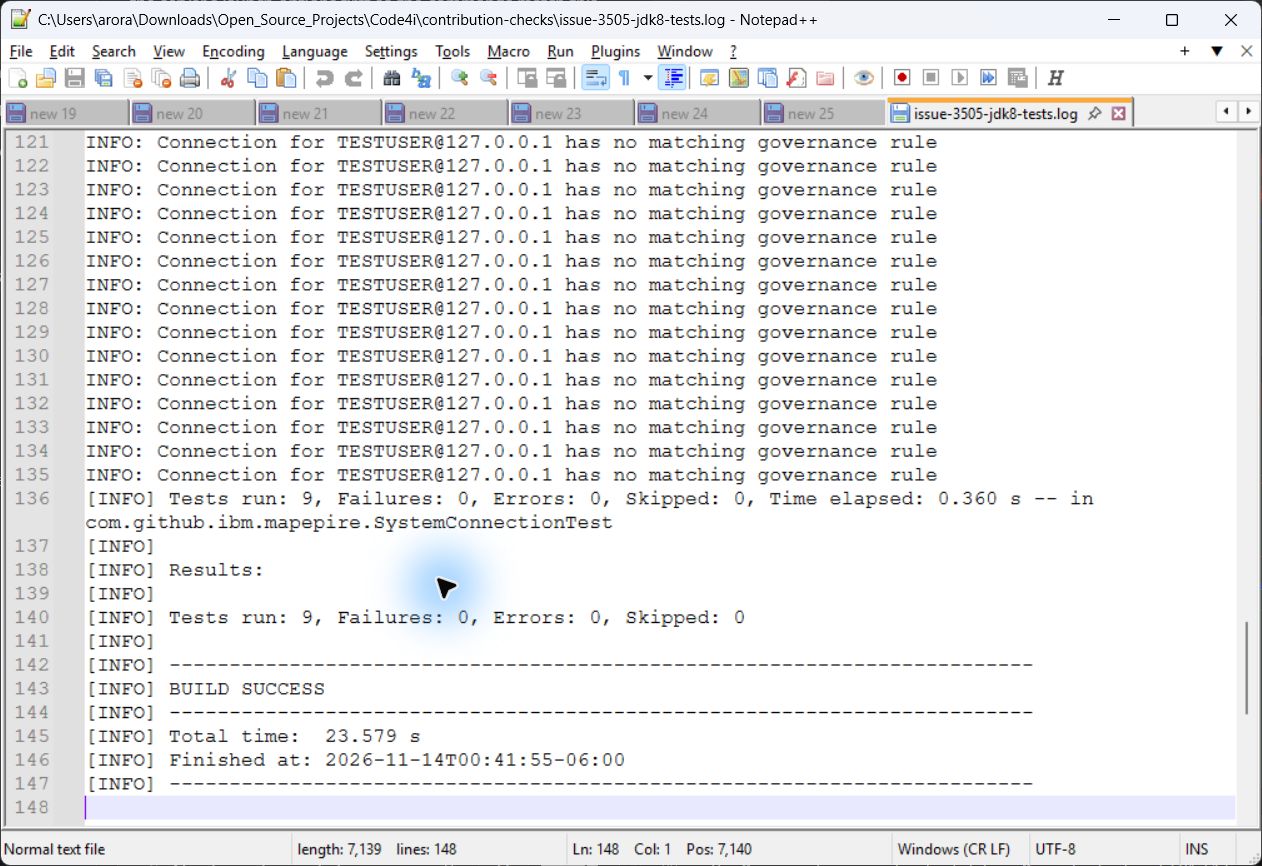 C:\Users\arora\Downloads\Open_Source_Projects\Code4i\contribution-checks\issue-3505-jdk8-tests.log - Notepad++
File Edit Search View Encoding Language Settings Tools Macro Run Plugins Window ?
new 19 new 20 new 21 new 22 new 23 new 24 new 25 issue-3505-jdk8-tests.log
121 INFO: Connection for TESTUSER@127.0.0.1 has no matching governance rule
122 INFO: Connection for TESTUSER@127.0.0.1 has no matching governance rule
123 INFO: Connection for TESTUSER@127.0.0.1 has no matching governance rule
124 INFO: Connection for TESTUSER@127.0.0.1 has no matching governance rule
125 INFO: Connection for TESTUSER@127.0.0.1 has no matching governance rule
126 INFO: Connection for TESTUSER@127.0.0.1 has no matching governance rule
127 INFO: Connection for TESTUSER@127.0.0.1 has no matching governance rule
128 INFO: Connection for TESTUSER@127.0.0.1 has no matching governance rule
129 INFO: Connection for TESTUSER@127.0.0.1 has no matching governance rule
130 INFO: Connection for TESTUSER@127.0.0.1 has no matching governance rule
131 INFO: Connection for TESTUSER@127.0.0.1 has no matching governance rule
132 INFO: Connection for TESTUSER@127.0.0.1 has no matching governance rule
133 INFO: Connection for TESTUSER@127.0.0.1 has no matching governance rule
134 INFO: Connection for TESTUSER@127.0.0.1 has no matching governance rule
135 INFO: Connection for TESTUSER@127.0.0.1 has no matching governance rule
136 [INFO] Tests run: 9, Failures: 0, Errors: 0, Skipped: 0, Time elapsed: 0.360 s -- in
com.github.ibm.mapepire.SystemConnectionTest
137 [INFO]
138 [INFO] Results:
139 [INFO]
140 [INFO] Tests run: 9, Failures: 0, Errors: 0, Skipped: 0
141 [INFO]
142 [INFO] ------------------------------------------------------------------------
143 [INFO] BUILD SUCCESS
144 [INFO] ------------------------------------------------------------------------
145 [INFO] Total time:  23.579 s
146 [INFO] Finished at: 2026-11-14T00:41:55-06:00
147 [INFO] ------------------------------------------------------------------------
148
Normal text file length: 7,139 lines: 148 Ln: 148 Col: 1 Pos: 7,140 Windows (CR LF) UTF-8 INS